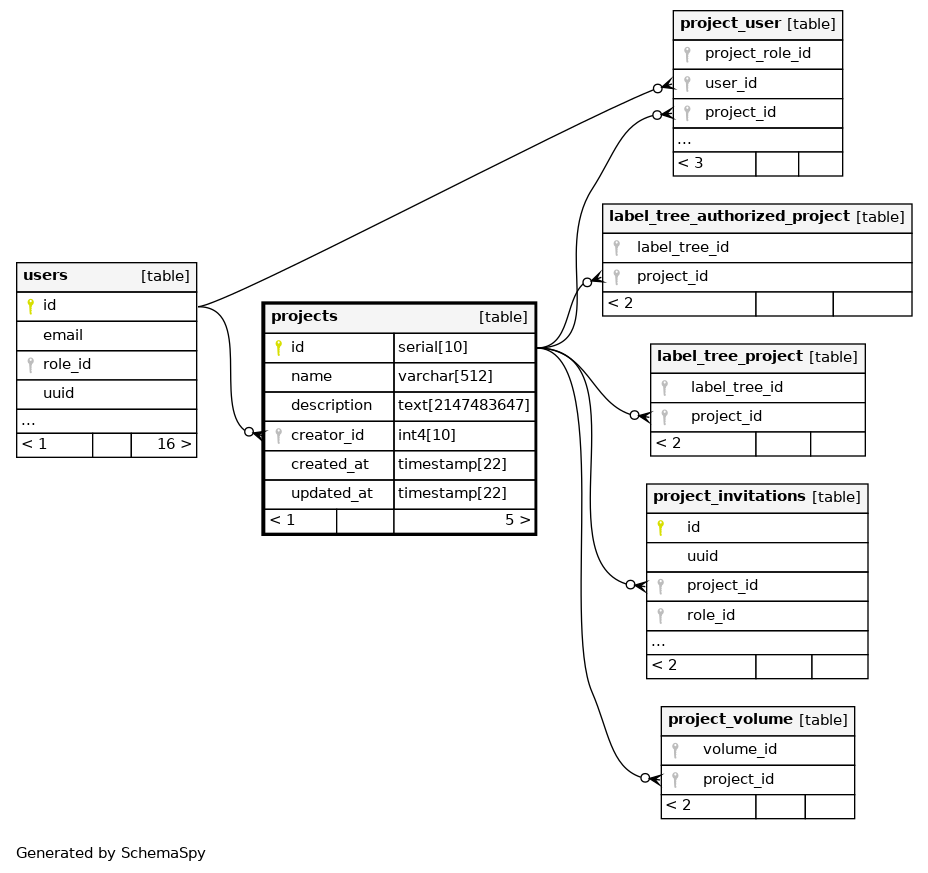 project_user [table]
project_role_id
user_id
project_id
...
< 3
label_tree_authorized_project [table]
label_tree_id
project_id
< 2
users [table]
id
email
role_id
uuid
...
< 1 16 >
projects [table]
id serial[10]
name varchar[512]
description text[2147483647]
creator_id int4[10]
created_at timestamp[22]
updated_at timestamp[22]
< 1 5 >
label_tree_project [table]
label_tree_id
project_id
< 2
project_invitations [table]
id
uuid
project_id
role_id
...
< 2
project_volume [table]
volume_id
project_id
< 2
Generated by SchemaSpy